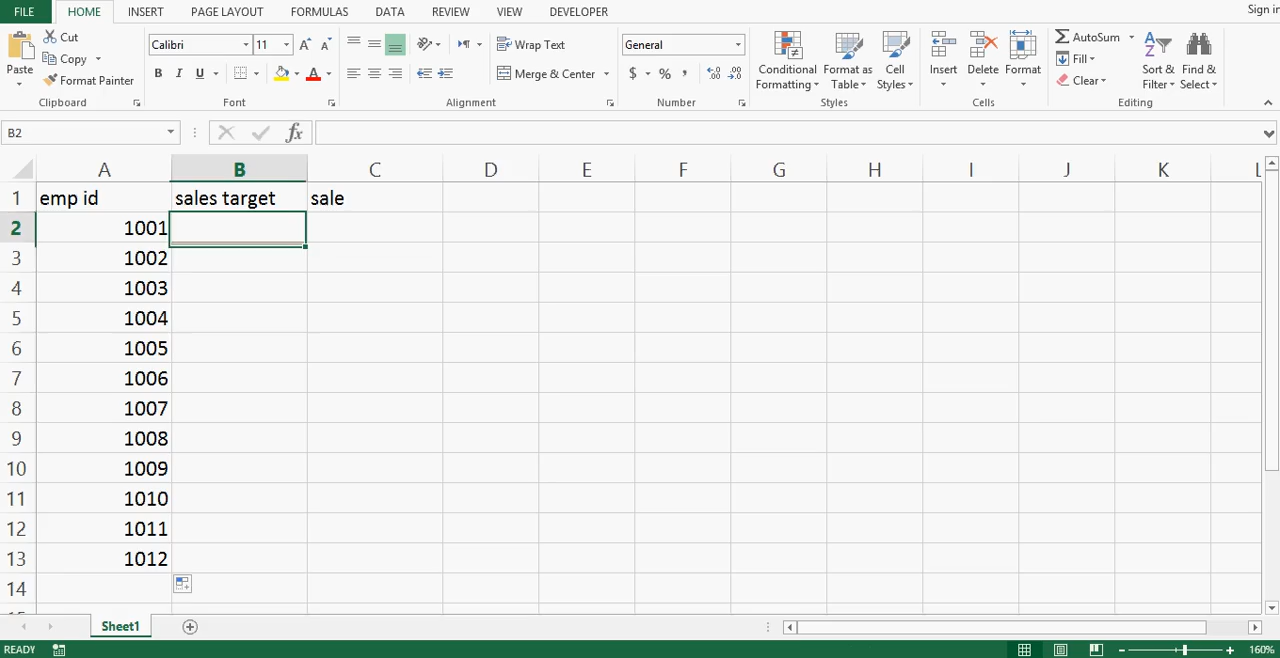 FILE HOME INSERT PAGE LAYOUT FORMULAS DATA REVIEW VIEW DEVELOPER Sign in
Paste
Cut
Copy
Format Painter
Clipboard
Calibri 11 A A
B I U A
Font
Wrap Text
Merge & Center
Alignment
General
$ % ,
Number
Conditional Formatting
Format as Table
Cell Styles
Styles
Insert Delete Format
Cells
AutoSum
Fill
Clear
Sort & Filter
Find & Select
Editing
B2 fx
A B C D E F G H I J K L
1 emp id sales target sale
2 1001
3 1002
4 1003
5 1004
6 1005
7 1006
8 1007
9 1008
10 1009
11 1010
12 1011
13 1012
14
Sheet1
READY 160%